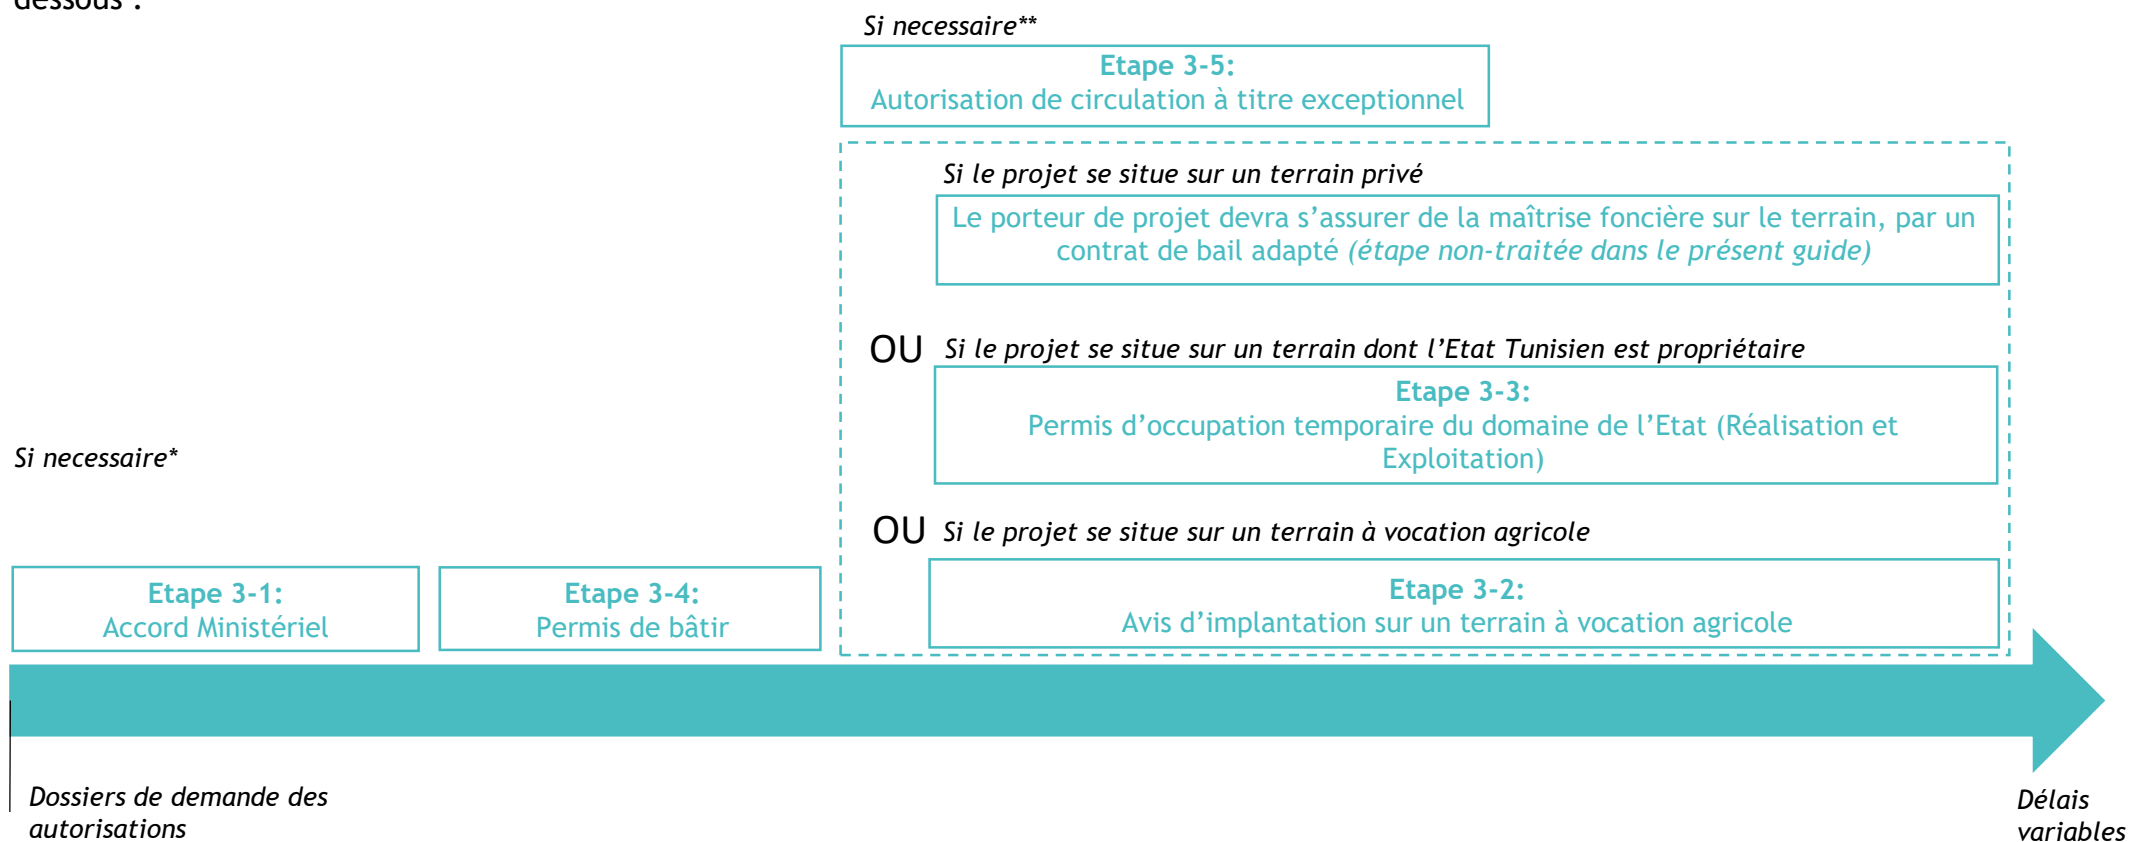 dessous :
Si necessaire**
Etape 3-5:
Autorisation de circulation à titre exceptionnel
Si le projet se situe sur un terrain privé
Le porteur de projet devra s’assurer de la maîtrise foncière sur le terrain, par un
contrat de bail adapté (étape non-traitée dans le présent guide)
OU Si le projet se situe sur un terrain dont l’Etat Tunisien est propriétaire
Etape 3-3:
Permis d’occupation temporaire du domaine de l’Etat (Réalisation et
Exploitation)
Si necessaire*
OU Si le projet se situe sur un terrain à vocation agricole
Etape 3-1:
Accord Ministériel
Etape 3-4:
Permis de bâtir
Etape 3-2:
Avis d’implantation sur un terrain à vocation agricole
Dossiers de demande des
autorisations
Délais
variables